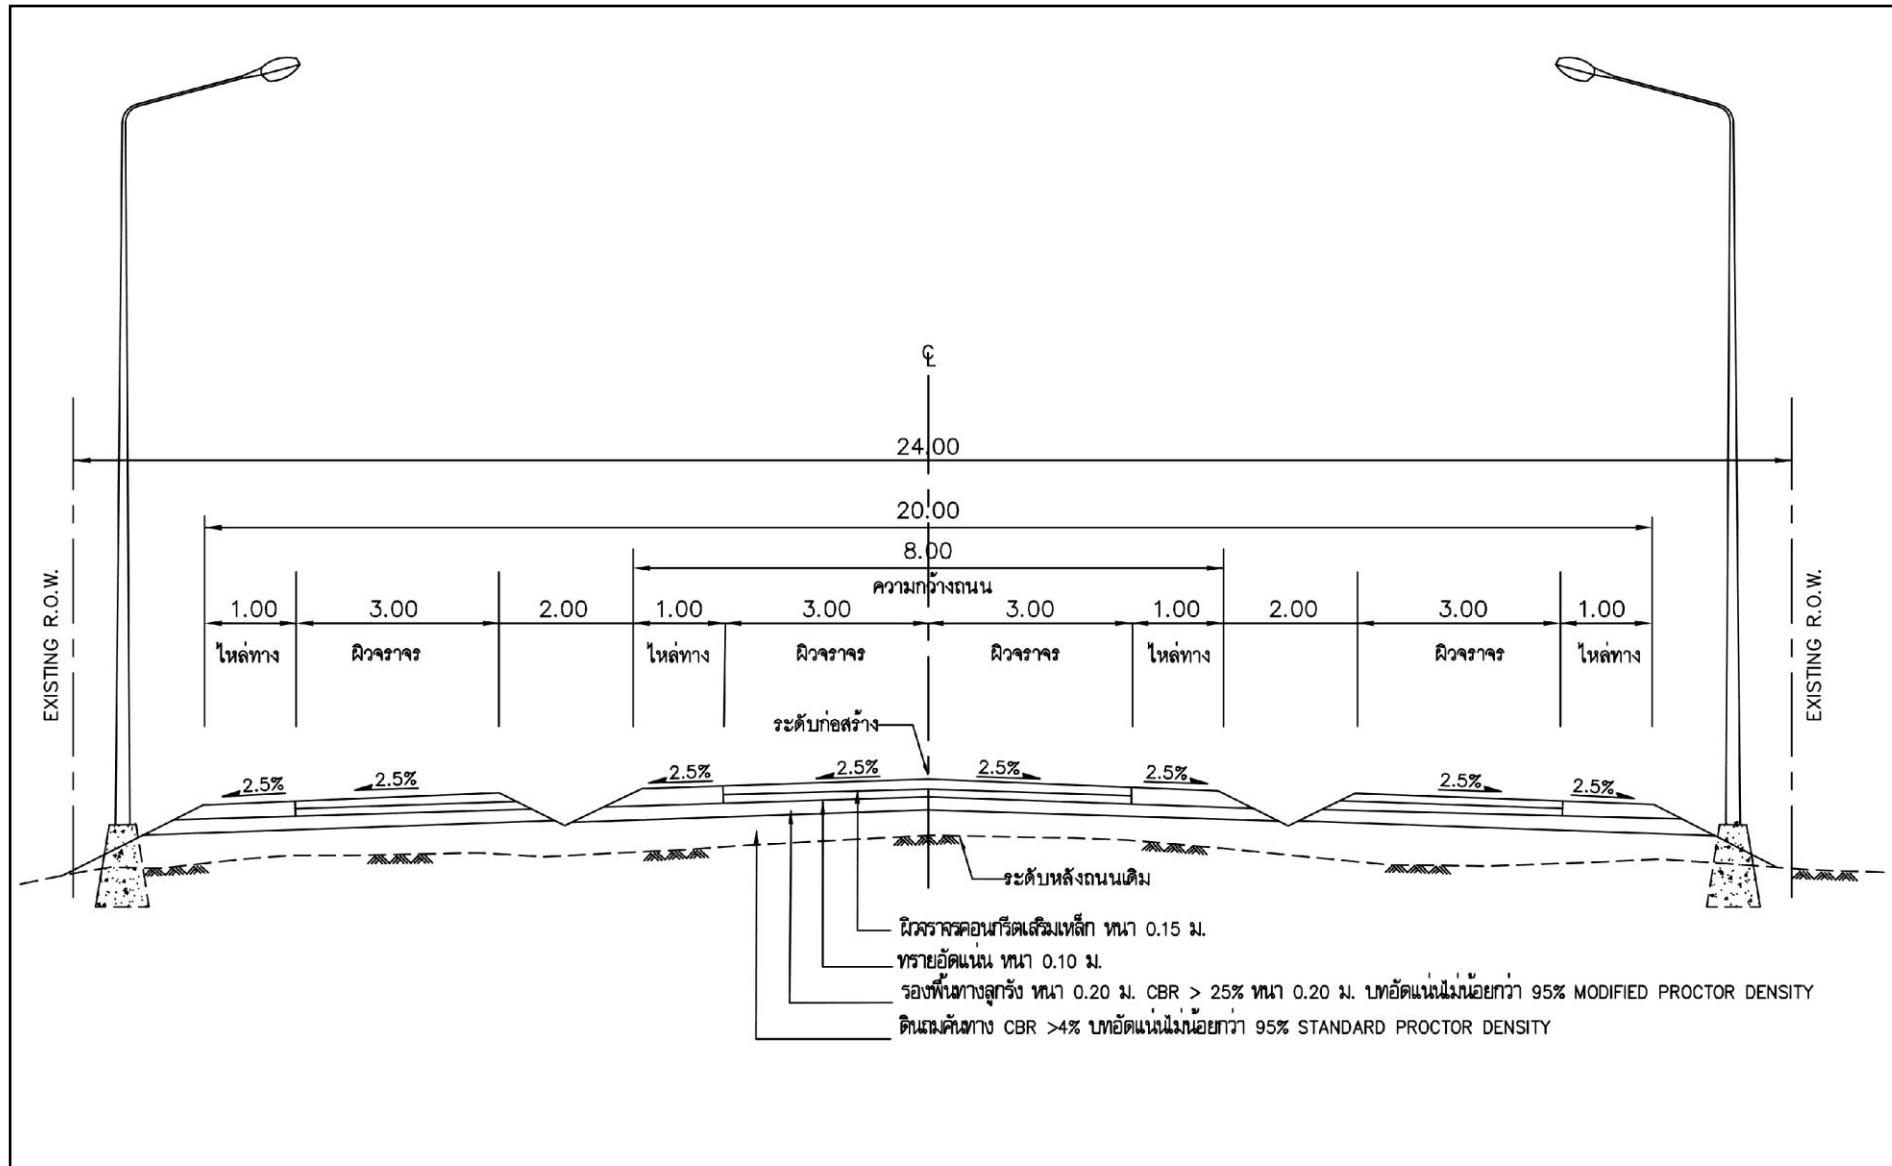 ℄
24.00
20.00
8.00
ความกว้างถนน
1.00 3.00 2.00 1.00 3.00 3.00 1.00 2.00 3.00 1.00
ไหล่ทาง ผิวจราจร ไหล่ทาง ผิวจราจร ผิวจราจร ไหล่ทาง ผิวจราจร ไหล่ทาง
EXISTING R.O.W.
EXISTING R.O.W.
ระดับก่อสร้าง
2.5% 2.5% 2.5% 2.5% 2.5% 2.5% 2.5% 2.5%
ระดับหลังถนนเดิม
ผิวจราจรคอนกรีตเสริมเหล็ก หนา 0.15 ม.
ทรายอัดแน่น หนา 0.10 ม.
รองพื้นทางลูกรัง หนา 0.20 ม. CBR > 25% หนา 0.20 ม. บทอัดแน่นไม่น้อยกว่า 95% MODIFIED PROCTOR DENSITY
ดินถมคันทาง CBR >4% บทอัดแน่นไม่น้อยกว่า 95% STANDARD PROCTOR DENSITY